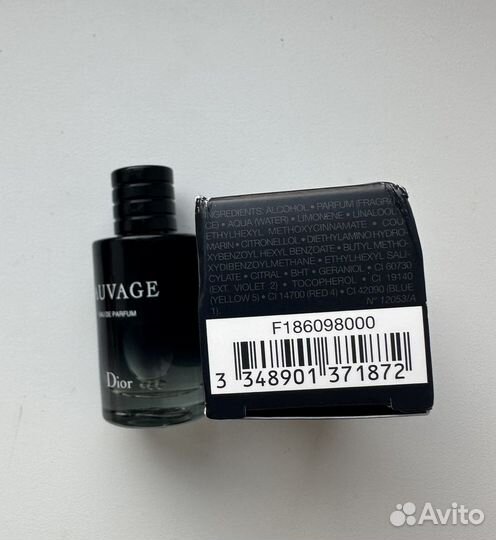 AUVAGE
EAU DE PARFUM
Dior
INGREDIENTS: ALCOHOL • PARFUM (FRAGR
CE) • AQUA (WATER) • LIMONENE • LINALOOL
ETHYLHEXYL METHOXYCINNAMATE • COU
MARIN • CITRONELLOL • DIETHYLAMINO HYDRO
XYBENZOYL HEXYL BENZOATE • BUTYL METHO
XYDIBENZOYLMETHANE • ETHYLHEXYL SALI
CYLATE • CITRAL • BHT • GERANIOL • CI 60730
(EXT. VIOLET 2) • TOCOPHEROL • CI 19140
(YELLOW 5) • CI 14700 (RED 4) • CI 42090 (BLUE
1).
N° 12053/A
F186098000
3 348901 371872
Avito